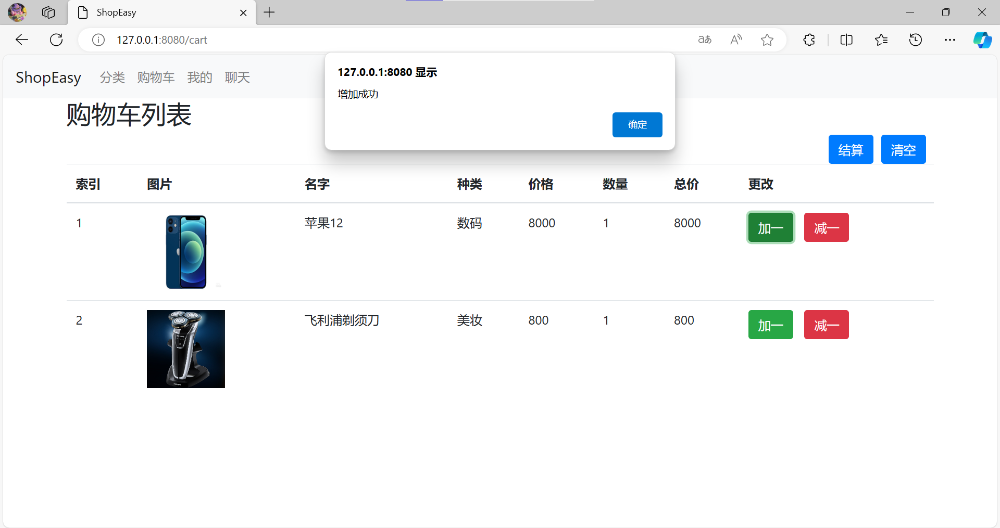 ShopEasy
127.0.0.1:8080/cart
ShopEasy 分类 购物车 我的 聊天
127.0.0.1:8080 显示
增加成功
确定
购物车列表
结算 清空
索引 图片 名字 种类 价格 数量 总价 更改
1 苹果12 数码 8000 1 8000 加一 减一
2 飞利浦剃须刀 美妆 800 1 800 加一 减一